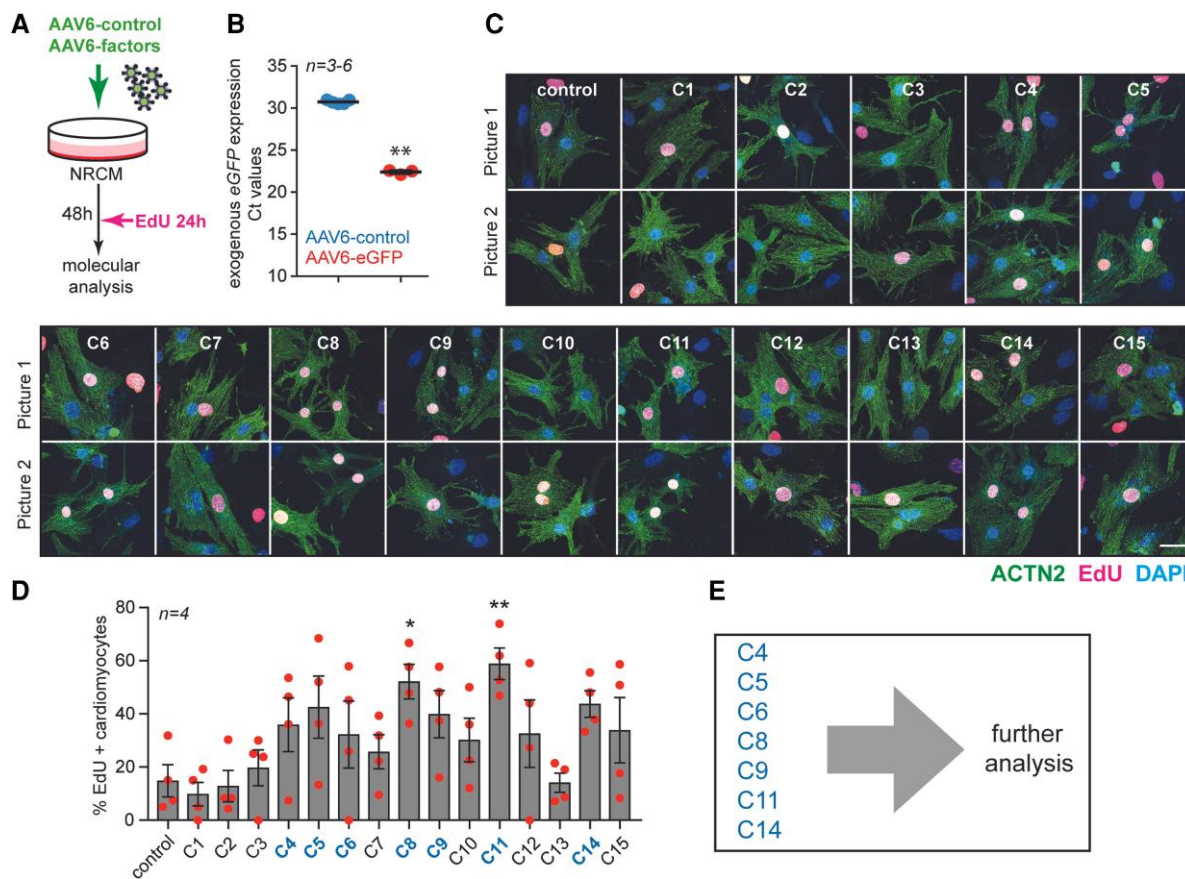 A
AAV6-control
AAV6-factors
NRCM
48h
EdU 24h
molecular
analysis
B
exogenous eGFP expression
Ct values
n=3-6
35
30
25
20
15
10
**
AAV6-control
AAV6-eGFP
C
Picture 1
Picture 2
control
C1
C2
C3
C4
C5
Picture 1
Picture 2
C6
C7
C8
C9
C10
C11
C12
C13
C14
C15
ACTN2 EdU DAPI
D
n=4
% EdU + cardiomyocytes
80
60
40
20
0
*
**
control
C1
C2
C3
C4
C5
C6
C7
C8
C9
C10
C11
C12
C13
C14
C15
E
C4
C5
C6
C8
C9
C11
C14
further
analysis